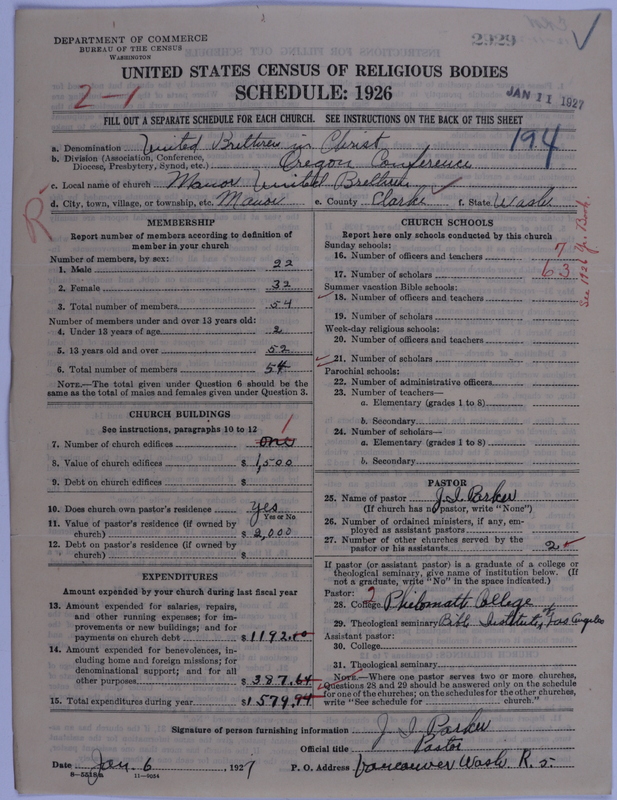 DEPARTMENT OF COMMERCE
BUREAU OF THE CENSUS
WASHINGTON
2929
UNITED STATES CENSUS OF RELIGIOUS BODIES
SCHEDULE: 1926
2-1
JAN 11 1927
FILL OUT A SEPARATE SCHEDULE FOR EACH CHURCH. SEE INSTRUCTIONS ON THE BACK OF THIS SHEET
194
a. Denomination United Brethren in Christ
b. Division (Association, Conference, Diocese, Presbytery, Synod, etc.) Oregon Conference
c. Local name of church Manor United Brethren
d. City, town, village, or township, etc. Manor e. County Clarke f. State Wash
R
MEMBERSHIP
Report number of members according to definition of
member in your church
Number of members, by sex:
1. Male 22
2. Female 32
3. Total number of members 54
Number of members under and over 13 years old:
4. Under 13 years of age 2
5. 13 years old and over 52
6. Total number of members 54
NOTE.—The total given under Question 6 should be the
same as the total of males and females given under Question 3.
CHURCH BUILDINGS
See instructions, paragraphs 10 to 12
7. Number of church edifices one 1
8. Value of church edifices $ 1,500
9. Debt on church edifices $
10. Does church own pastor's residence yes
Yes or No
11. Value of pastor's residence (if owned by
church) $ 2,000
12. Debt on pastor's residence (if owned by
church) $
EXPENDITURES
Amount expended by your church during last fiscal year
13. Amount expended for salaries, repairs,
and other running expenses; for im-
provements or new buildings; and for
payments on church debt $ 1192.
14. Amount expended for benevolences, in-
cluding home and foreign missions; for
denominational support; and for all
other purposes $ 387.64
15. Total expenditures during year $ 1579.
CHURCH SCHOOLS
Report here only schools conducted by this church
Sunday schools:
16. Number of officers and teachers 7
17. Number of scholars 63
See 1926 Yr. Book.
Summer vacation Bible schools:
18. Number of officers and teachers
19. Number of scholars
Week-day religious schools:
20. Number of officers and teachers
21. Number of scholars
Parochial schools:
22. Number of administrative officers
23. Number of teachers—
a. Elementary (grades 1 to 8)
b. Secondary
24. Number of scholars—
a. Elementary (grades 1 to 8)
b. Secondary
PASTOR
25. Name of pastor J. I. Parker
(If church has no pastor, write "None")
26. Number of ordained ministers, if any, em-
ployed as assistant pastors
27. Number of other churches served by the
pastor or his assistants 2
If pastor (or assistant pastor) is a graduate of a college or
theological seminary, give name of institution below. (If
not a graduate, write "No" in the space indicated.)
Pastor:
28. College Philomath College
29. Theological seminary Bible Institute of Los Angeles
Assistant pastor:
30. College
31. Theological seminary
NOTE.—Where one pastor serves two or more churches,
Questions 28 and 29 should be answered only on the schedule
for one of the churches; on the schedules for the other churches,
write "See schedule for church."
Signature of person furnishing information J. I. Parker
Official title Pastor
Date Jan. 6, 1927 P. O. Address Vancouver Wash. R. 5.
8-5518a 11-9054